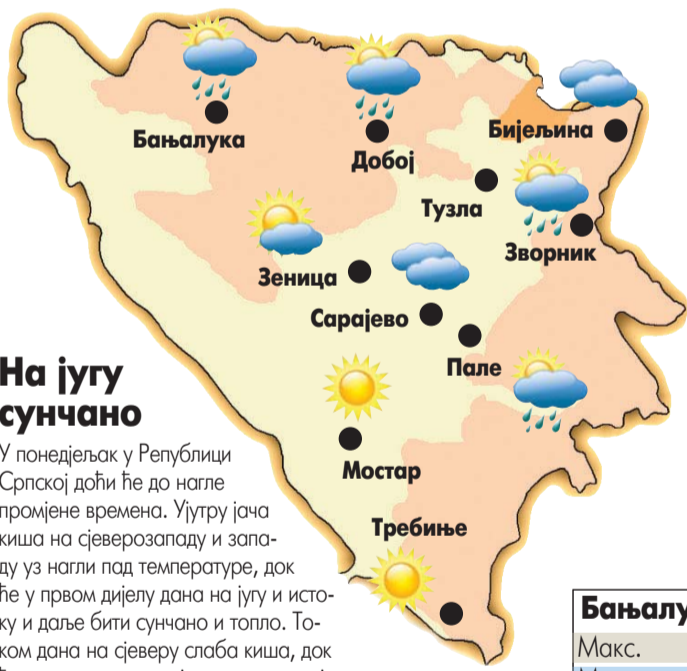 Бањалука
Добој
Бијељина
Тузла
Зворник
Зеница
Сарајево
Пале
Мостар
Требиње
На југу
сунчано
У понедјељак у Републици
Српској доћи ће до нагле
промјене времена. Ујутру јача
киша на сјеверозападу и запа-
ду уз нагли пад температуре, док
ће у првом дијелу дана на југу и исто-
ку и даље бити сунчано и топло. То-
ком дана на сјеверу слаба киша, док
Бањалу
Макс.